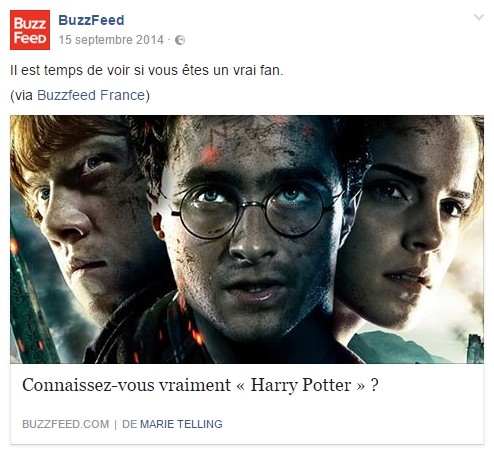 Buzz
FeeD
BuzzFeed
15 septembre 2014 ·
Il est temps de voir si vous êtes un vrai fan.
(via Buzzfeed France)
Connaissez-vous vraiment « Harry Potter » ?
BUZZFEED.COM | DE MARIE TELLING